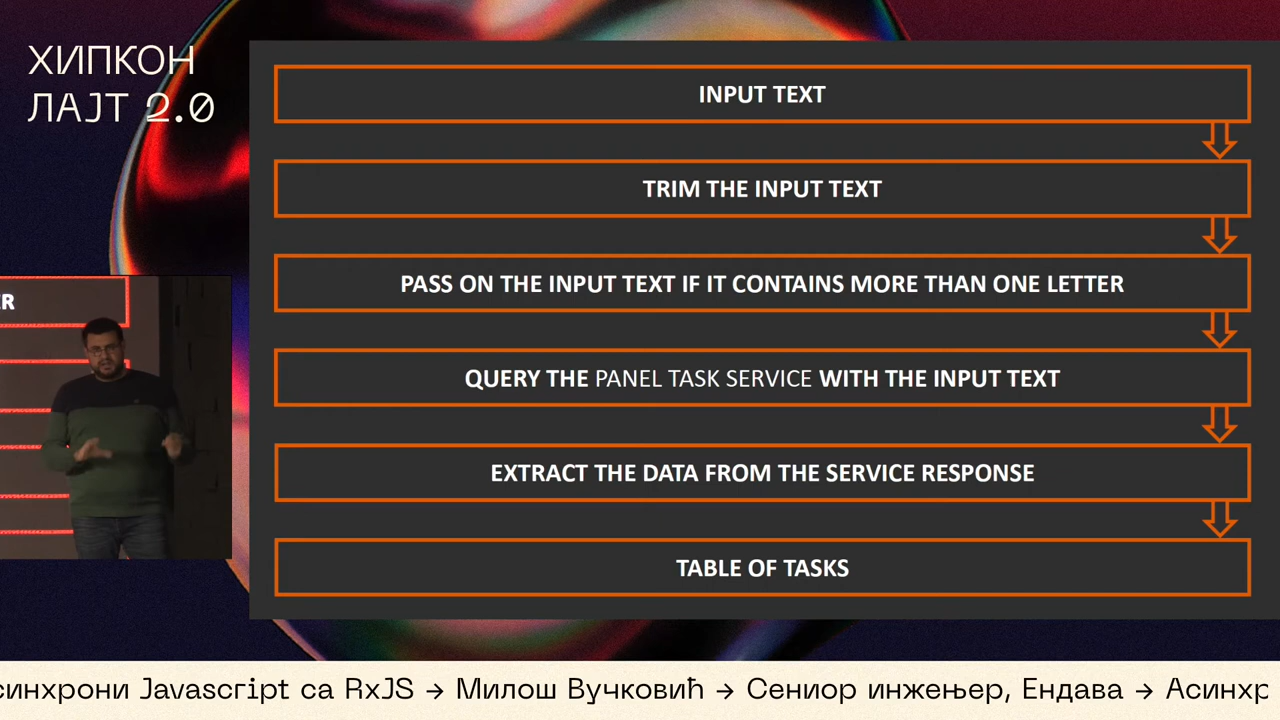 ХИПКОН
ЛАЈТ 2.0
INPUT TEXT
TRIM THE INPUT TEXT
PASS ON THE INPUT TEXT IF IT CONTAINS MORE THAN ONE LETTER
QUERY THE PANEL TASK SERVICE WITH THE INPUT TEXT
EXTRACT THE DATA FROM THE SERVICE RESPONSE
TABLE OF TASKS
синхрони Javascript са RxJS → Милош Вучковић → Сениор инжењер, Ендава → Асинхр